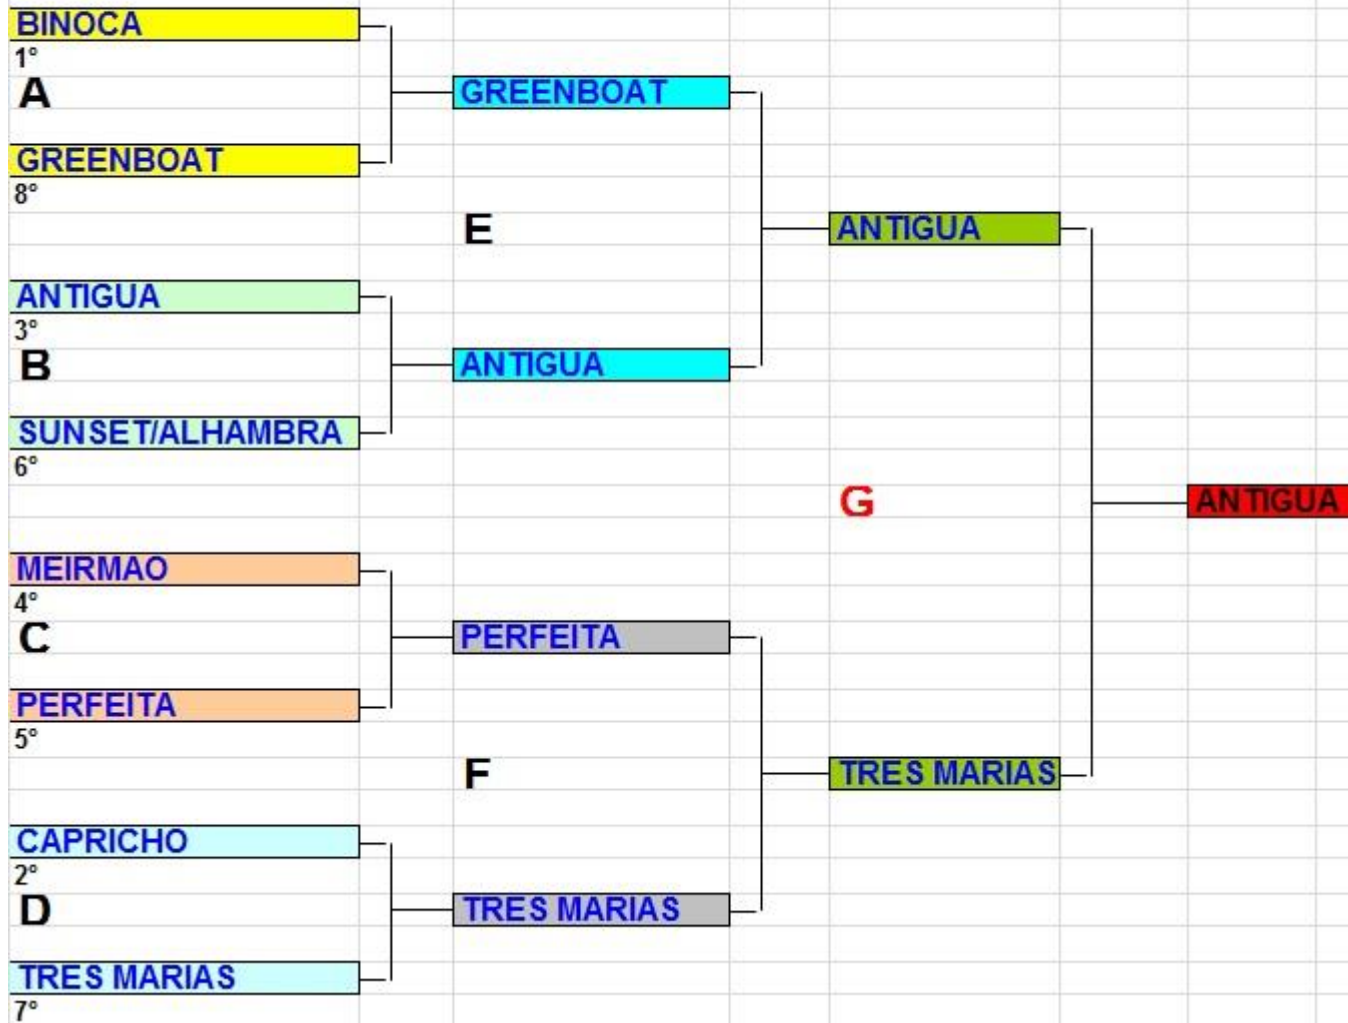 BINOCA
1°
A
GREENBOAT
GREENBOAT
8°
E
ANTIGUA
ANTIGUA
3°
B
ANTIGUA
SUNSET/ALHAMBRA
6°
G
ANTIGUA
MEIRMAO
4°
C
PERFEITA
PERFEITA
5°
F
TRES MARIAS
CAPRICHO
2°
D
TRES MARIAS
TRES MARIAS
7°